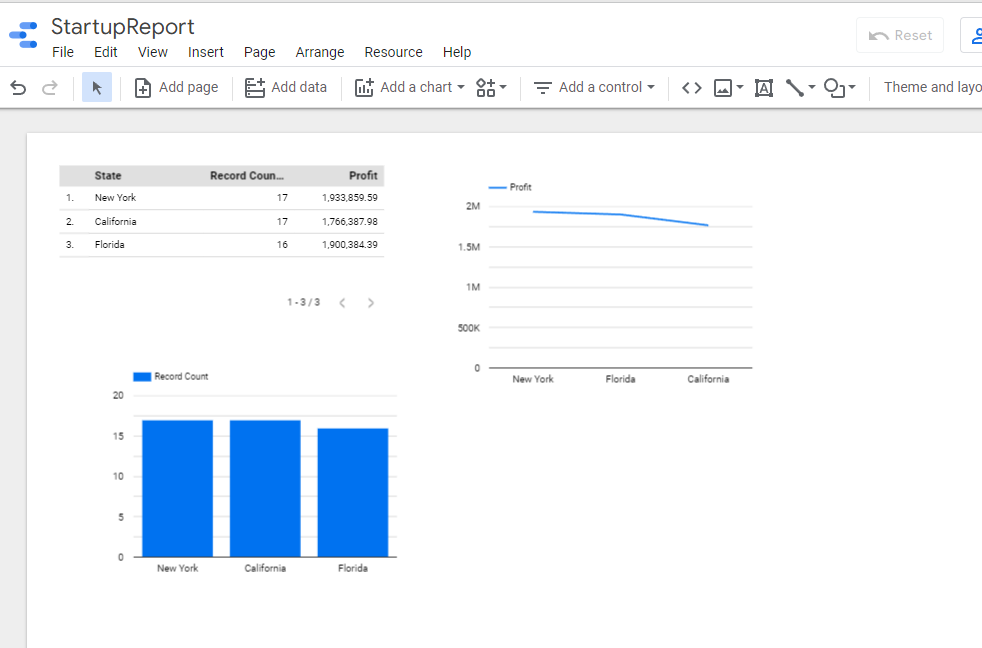 StartupReport
File Edit View Insert Page Arrange Resource Help
Reset
Add page Add data Add a chart Add a control Theme and layo
State Record Coun... Profit
1. New York 17 1,933,859.59
2. California 17 1,766,387.98
3. Florida 16 1,900,384.39
1 - 3 / 3
Profit
2M
1.5M
1M
500K
0
New York Florida California
Record Count
20
15
10
5
0
New York California Florida